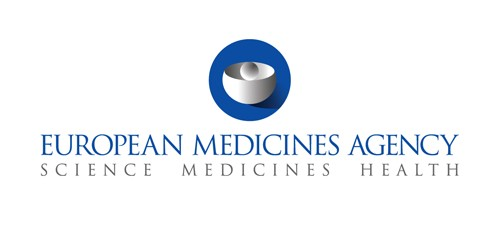 EUROPEAN MEDICINES AGENCY
SCIENCE MEDICINES HEALTH